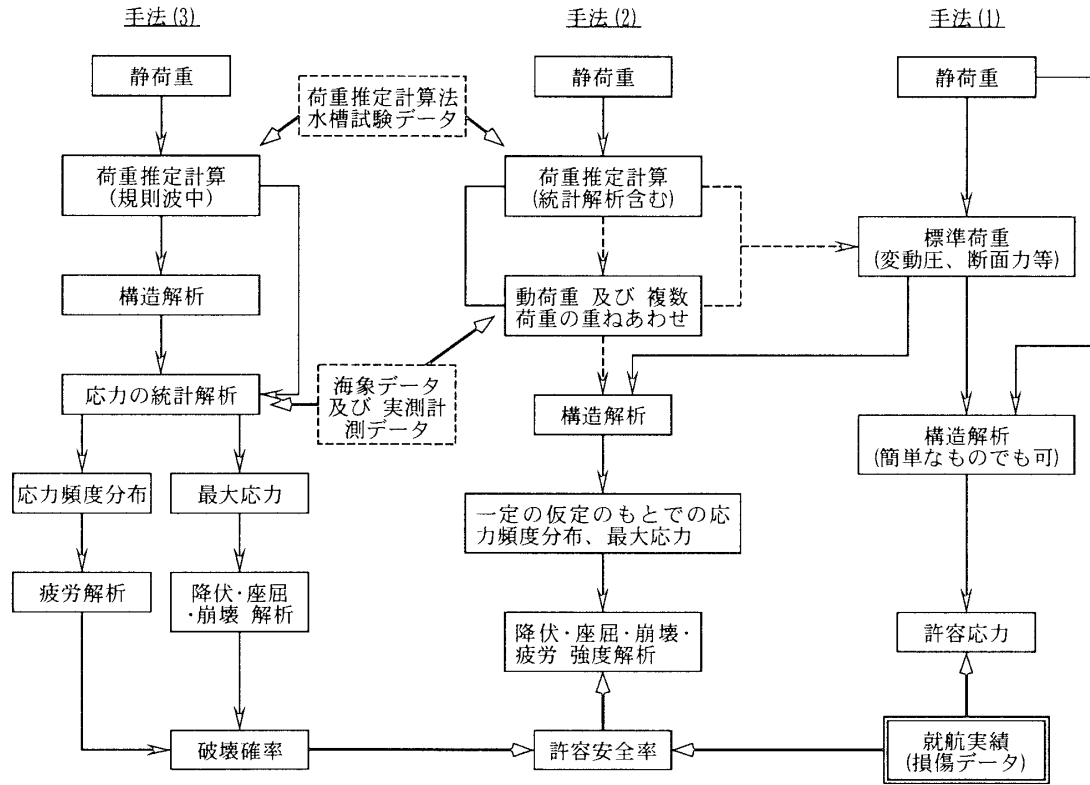 手法(3)
静荷重
荷重推定計算
(規則波中)
構造解析
応力の統計解析
応力頻度分布
最大応力
疲労解析
降伏・座屈
・崩壊 解析
破壊確率
荷重推定計算法
水槽試験データ
海象データ
及び 実測計
測データ
手法(2)
静荷重
荷重推定計算
(統計解析含む)
動荷重 及び 複数
荷重の重ねあわせ
構造解析
一定の仮定のもとでの応
力頻度分布、最大応力
降伏・座屈・崩壊・
疲労 強度解析
許容安全率
手法(1)
静荷重
標準荷重
(変動圧、断面力等)
構造解析
(簡単なものでも可)
許容応力
就航実績
(損傷データ)